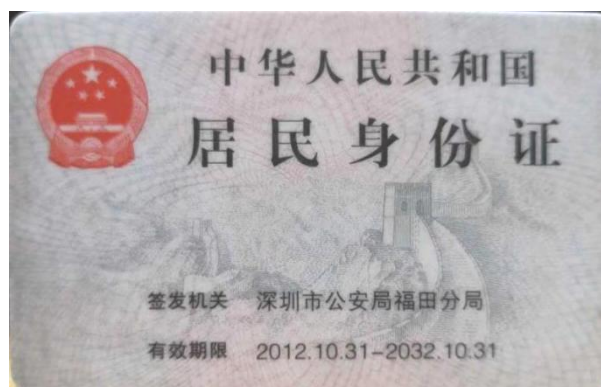 中华人民共和国
居民身份证
签发机关 深圳市公安局福田分局
有效期限 2012.10.31-2032.10.31